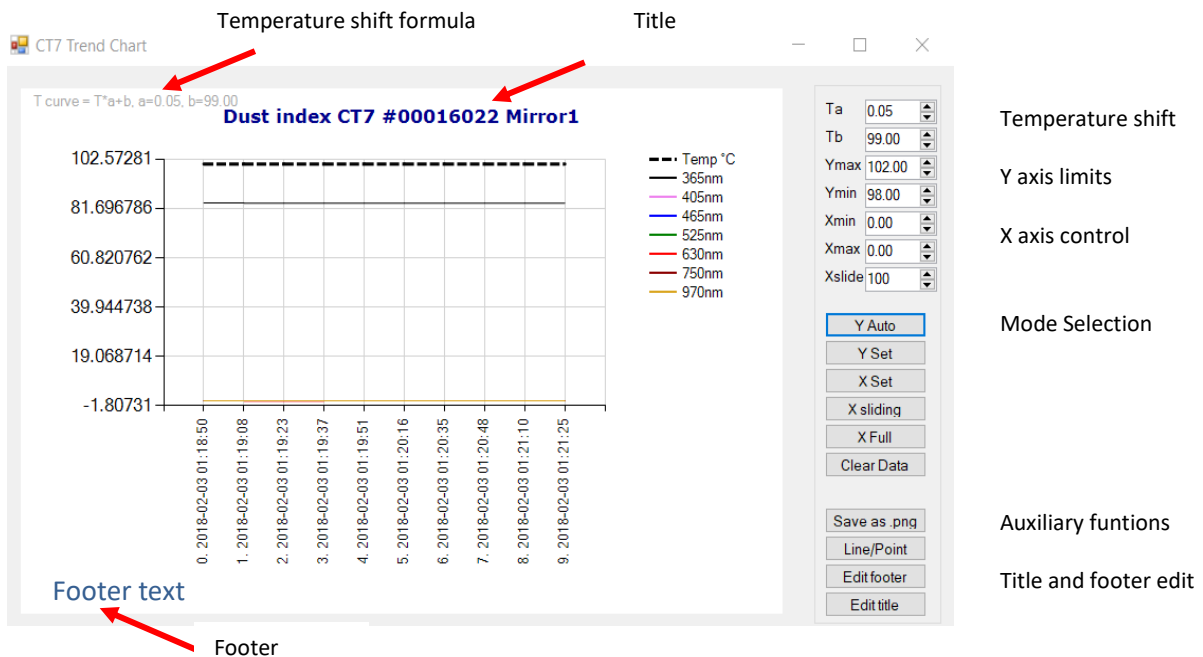 Temperature shift formula
Title
CT7 Trend Chart
T curve = T*a+b, a=0.05, b=99.00
Dust index CT7 #00016022 Mirror1
102.57281
81.696786
60.820762
39.944738
19.068714
-1.80731
0. 2018-02-03 01:18:50
1. 2018-02-03 01:19:08
2. 2018-02-03 01:19:23
3. 2018-02-03 01:19:37
4. 2018-02-03 01:19:51
5. 2018-02-03 01:20:16
6. 2018-02-03 01:20:35
7. 2018-02-03 01:20:48
8. 2018-02-03 01:21:10
9. 2018-02-03 01:21:25
Temp °C
365nm
405nm
465nm
525nm
630nm
750nm
970nm
Footer text
Footer
Ta 0.05
Tb 99.00
Ymax 102.00
Ymin 98.00
Xmin 0.00
Xmax 0.00
Xslide 100
Y Auto
Y Set
X Set
X sliding
X Full
Clear Data
Save as .png
Line/Point
Edit footer
Edit title
Temperature shift
Y axis limits
X axis control
Mode Selection
Auxiliary funtions
Title and footer edit